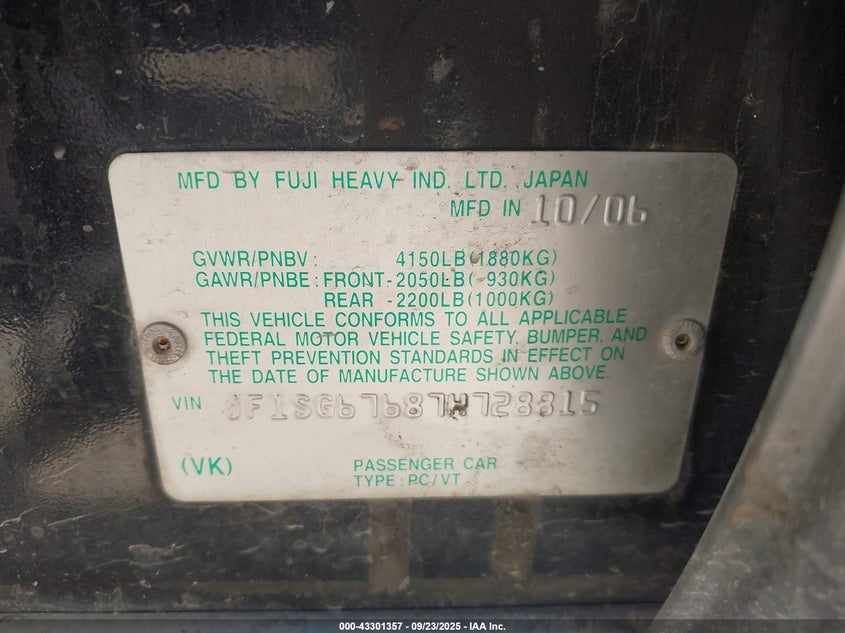 MFD BY FUJI HEAVY IND. LTD. JAPAN
MFD IN 10/06
GVWR/PNBV: 4150LB(1880KG)
GAWR/PNBE: FRONT-2050LB( 930KG)
REAR -2200LB(1000KG)
THIS VEHICLE CONFORMS TO ALL APPLICABLE
FEDERAL MOTOR VEHICLE SAFETY, BUMPER, AND
THEFT PREVENTION STANDARDS IN EFFECT ON
THE DATE OF MANUFACTURE SHOWN ABOVE.
VIN JF1SG67687H728815
(VK) PASSENGER CAR
TYPE: PC/VT
000-43301357 - 09/23/2025 - IAA Inc.